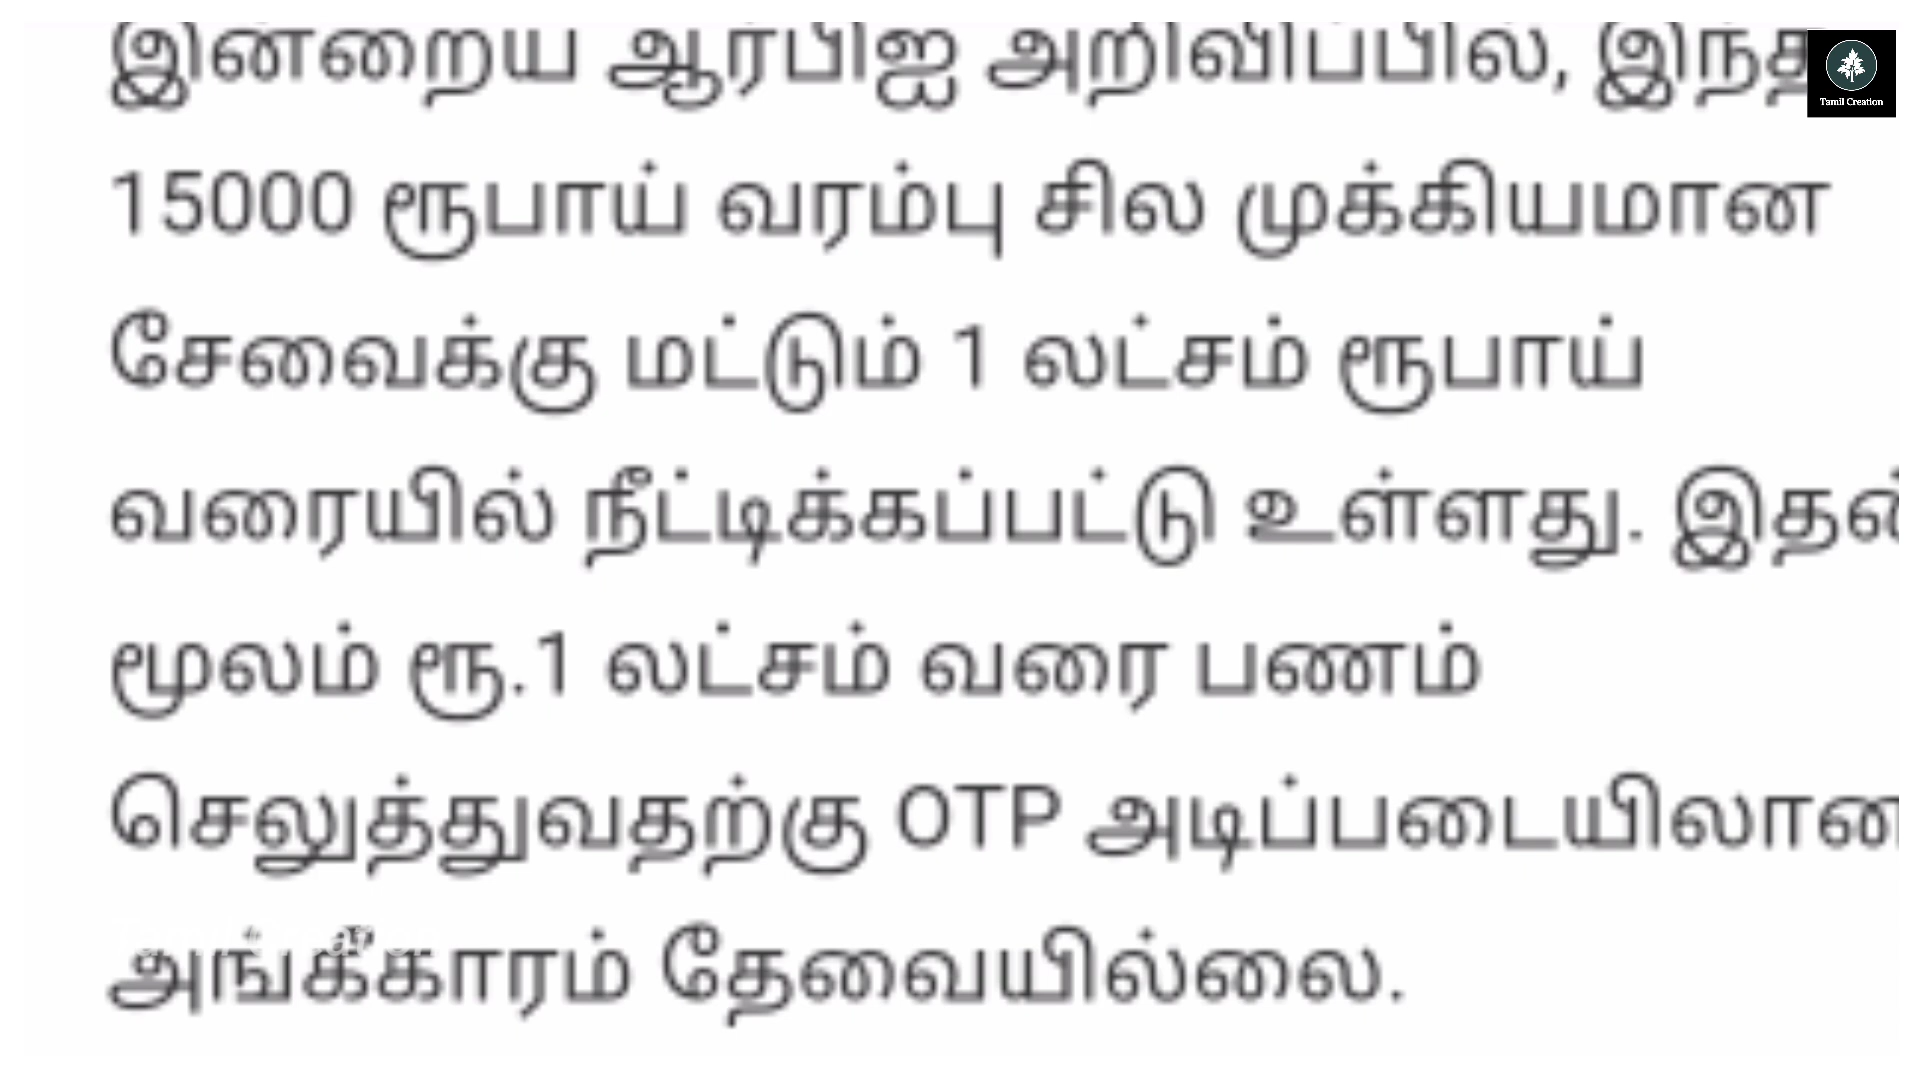 இன்றைய ஆர்பிஐ அறிவிப்பில், இந்த
Tamil Creation
15000 ரூபாய் வரம்பு சில முக்கியமான
சேவைக்கு மட்டும் 1 லட்சம் ரூபாய்
வரையில் நீட்டிக்கப்பட்டு உள்ளது. இதன்
மூலம் ரூ.1 லட்சம் வரை பணம்
செலுத்துவதற்கு OTP அடிப்படையிலான
அங்கீகாரம் தேவையில்லை.